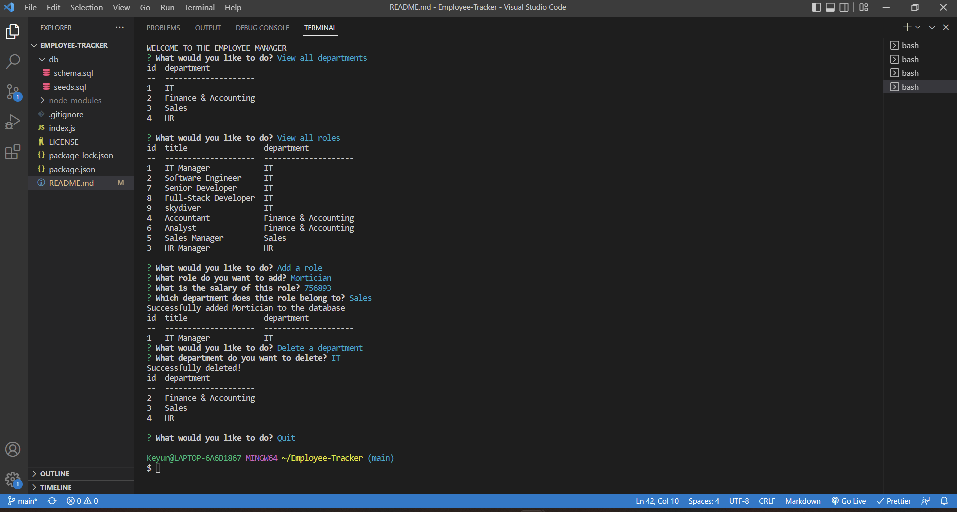 File Edit Selection View Go Run Terminal Help
README.md - Employee-Tracker - Visual Studio Code
EXPLORER
EMPLOYEE-TRACKER
db
schema.sql
seeds.sql
node_modules
.gitignore
JS index.js
LICENSE
{} package-lock.json
{} package.json
README.md M
OUTLINE
TIMELINE
PROBLEMS OUTPUT DEBUG CONSOLE TERMINAL
WELCOME TO THE EMPLOYEE MANAGER
? What would you like to do? View all departments
id department
-- --------------------
1 IT
2 Finance & Accounting
3 Sales
4 HR
? What would you like to do? View all roles
id title department
-- -------------------- --------------------
1 IT Manager IT
2 Software Engineer IT
7 Senior Developer IT
8 Full-Stack Developer IT
9 skydiver IT
4 Accountant Finance & Accounting
6 Analyst Finance & Accounting
5 Sales Manager Sales
3 HR Manager HR
? What would you like to do? Add a role
? What role do you want to add? Mortician
? What is the salary of this role? 756893
? Which department does this role belong to? Sales
Successfully added Mortician to the database
id title department
-- -------------------- --------------------
1 IT Manager IT
? What would you like to do? Delete a department
? What department do you want to delete? IT
Successfully deleted!
id department
-- --------------------
2 Finance & Accounting
3 Sales
4 HR
? What would you like to do? Quit
Keyur@LAPTOP-6A6D1867 MINGW64 ~/Employee-Tracker (main)
$
bash
bash
bash
bash
1
1
main* 0 0
Ln 42, Col 10 Spaces: 4 UTF-8 CRLF Markdown Go Live Prettier